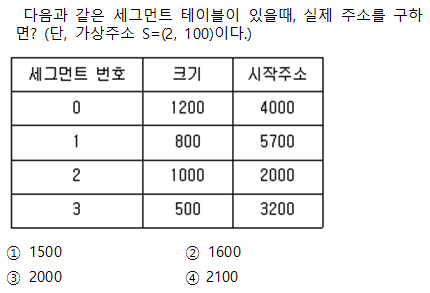 다음과 같은 세그먼트 테이블이 있을때, 실제 주소를 구하
면? (단, 가상주소 S=(2, 100)이다.)
세그먼트 번호 크기 시작주소
0 1200 4000
1 800 5700
2 1000 2000
3 500 3200
① 1500 ② 1600
③ 2000 ④ 2100